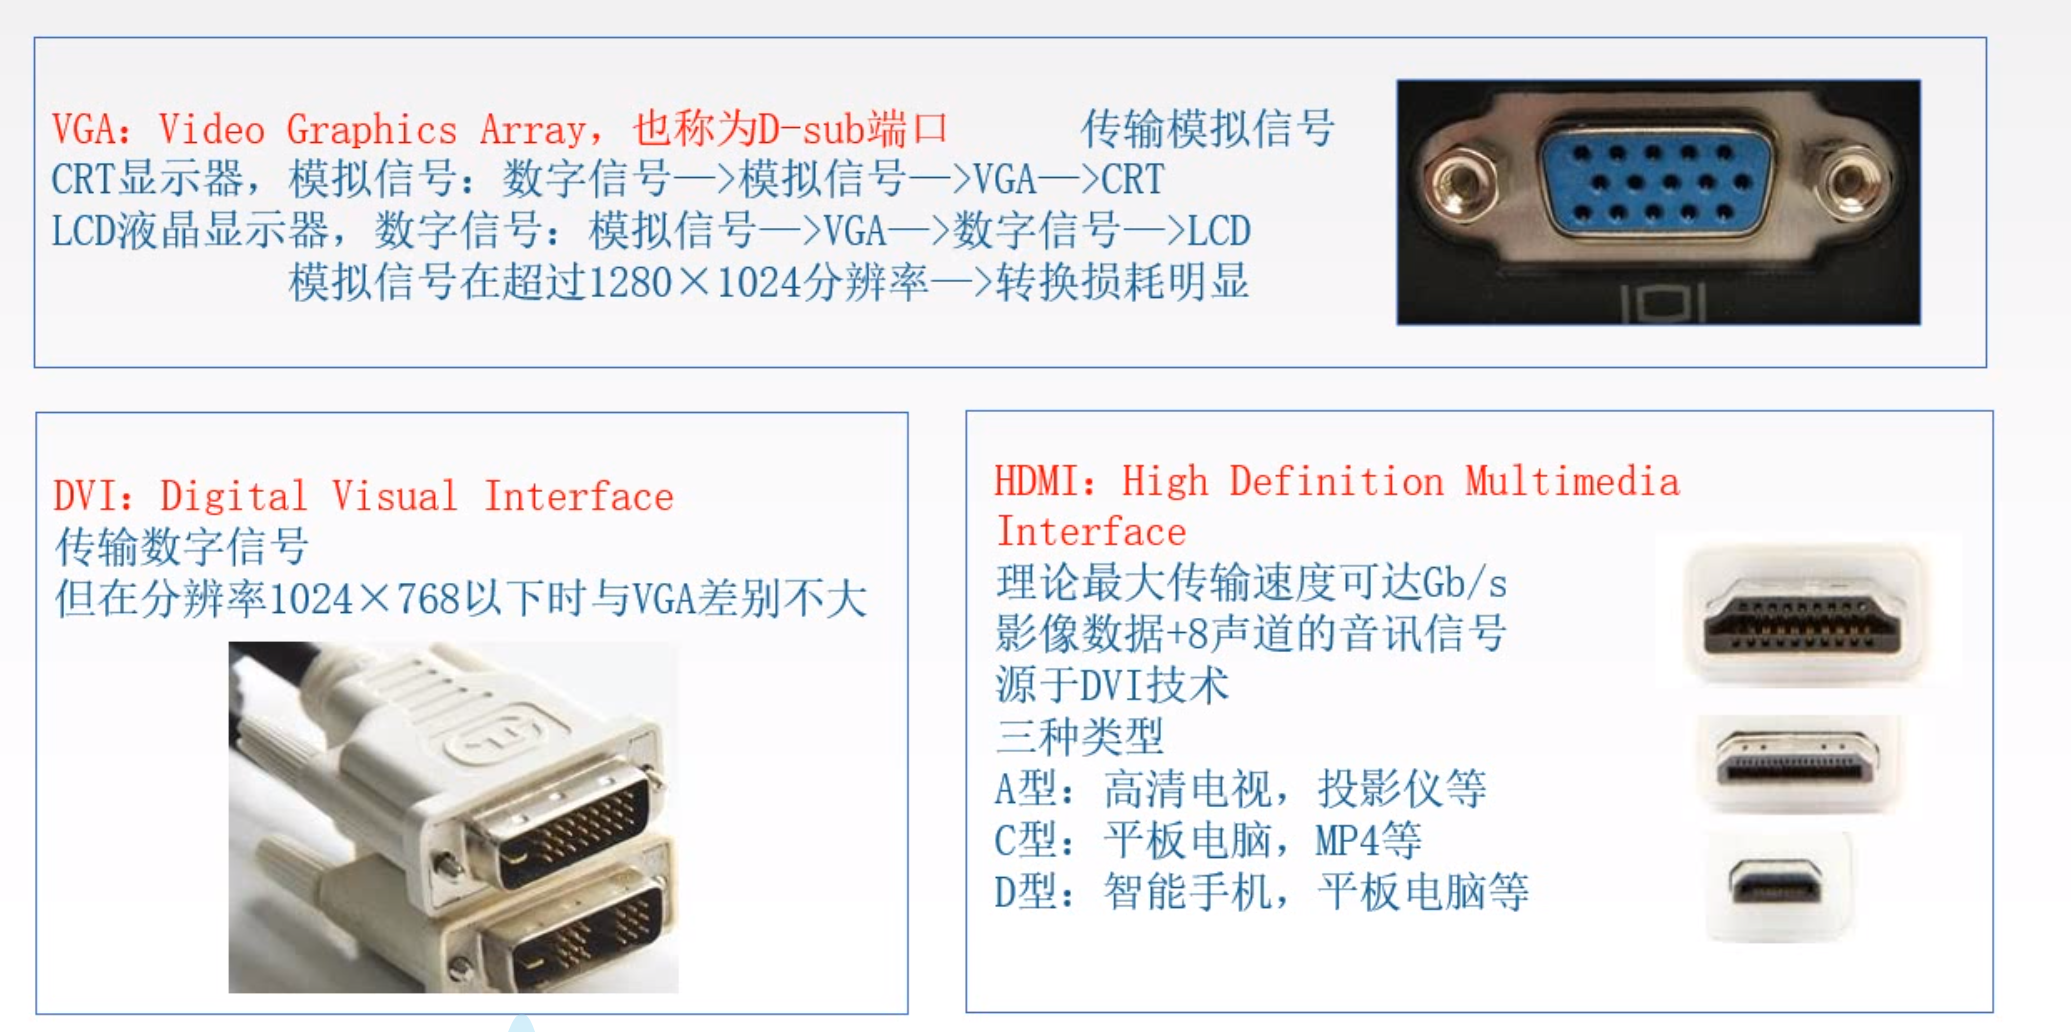 VGA: Video Graphics Array, 也称为D-sub端口 传输模拟信号
CRT显示器, 模拟信号: 数字信号—>模拟信号—>VGA—>CRT
LCD液晶显示器, 数字信号: 模拟信号—>VGA—>数字信号—>LCD
模拟信号在超过1280×1024分辨率—>转换损耗明显
DVI: Digital Visual Interface
传输数字信号
但在分辨率1024×768以下时与VGA差别不大
HDMI: High Definition Multimedia
Interface
理论最大传输速度可达Gb/s
影像数据+8声道的音讯信号
源于DVI技术
三种类型
A型: 高清电视, 投影仪等
C型: 平板电脑, MP4等
D型: 智能手机, 平板电脑等